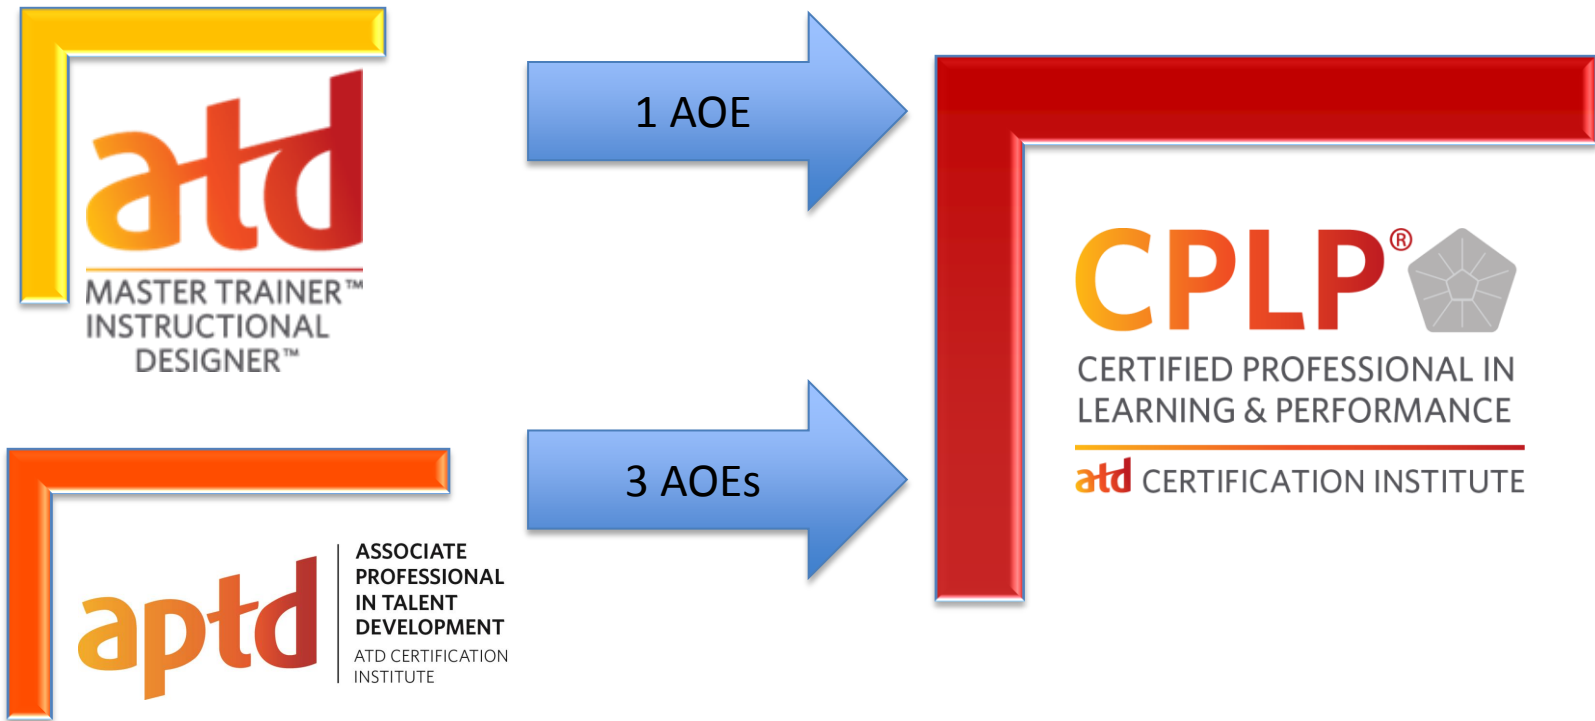 atd
MASTER TRAINER™
INSTRUCTIONAL
DESIGNER™
1 AOE
aptd
ASSOCIATE
PROFESSIONAL
IN TALENT
DEVELOPMENT
ATD CERTIFICATION
INSTITUTE
3 AOEs
CPLP®
CERTIFIED PROFESSIONAL IN
LEARNING & PERFORMANCE
atd CERTIFICATION INSTITUTE